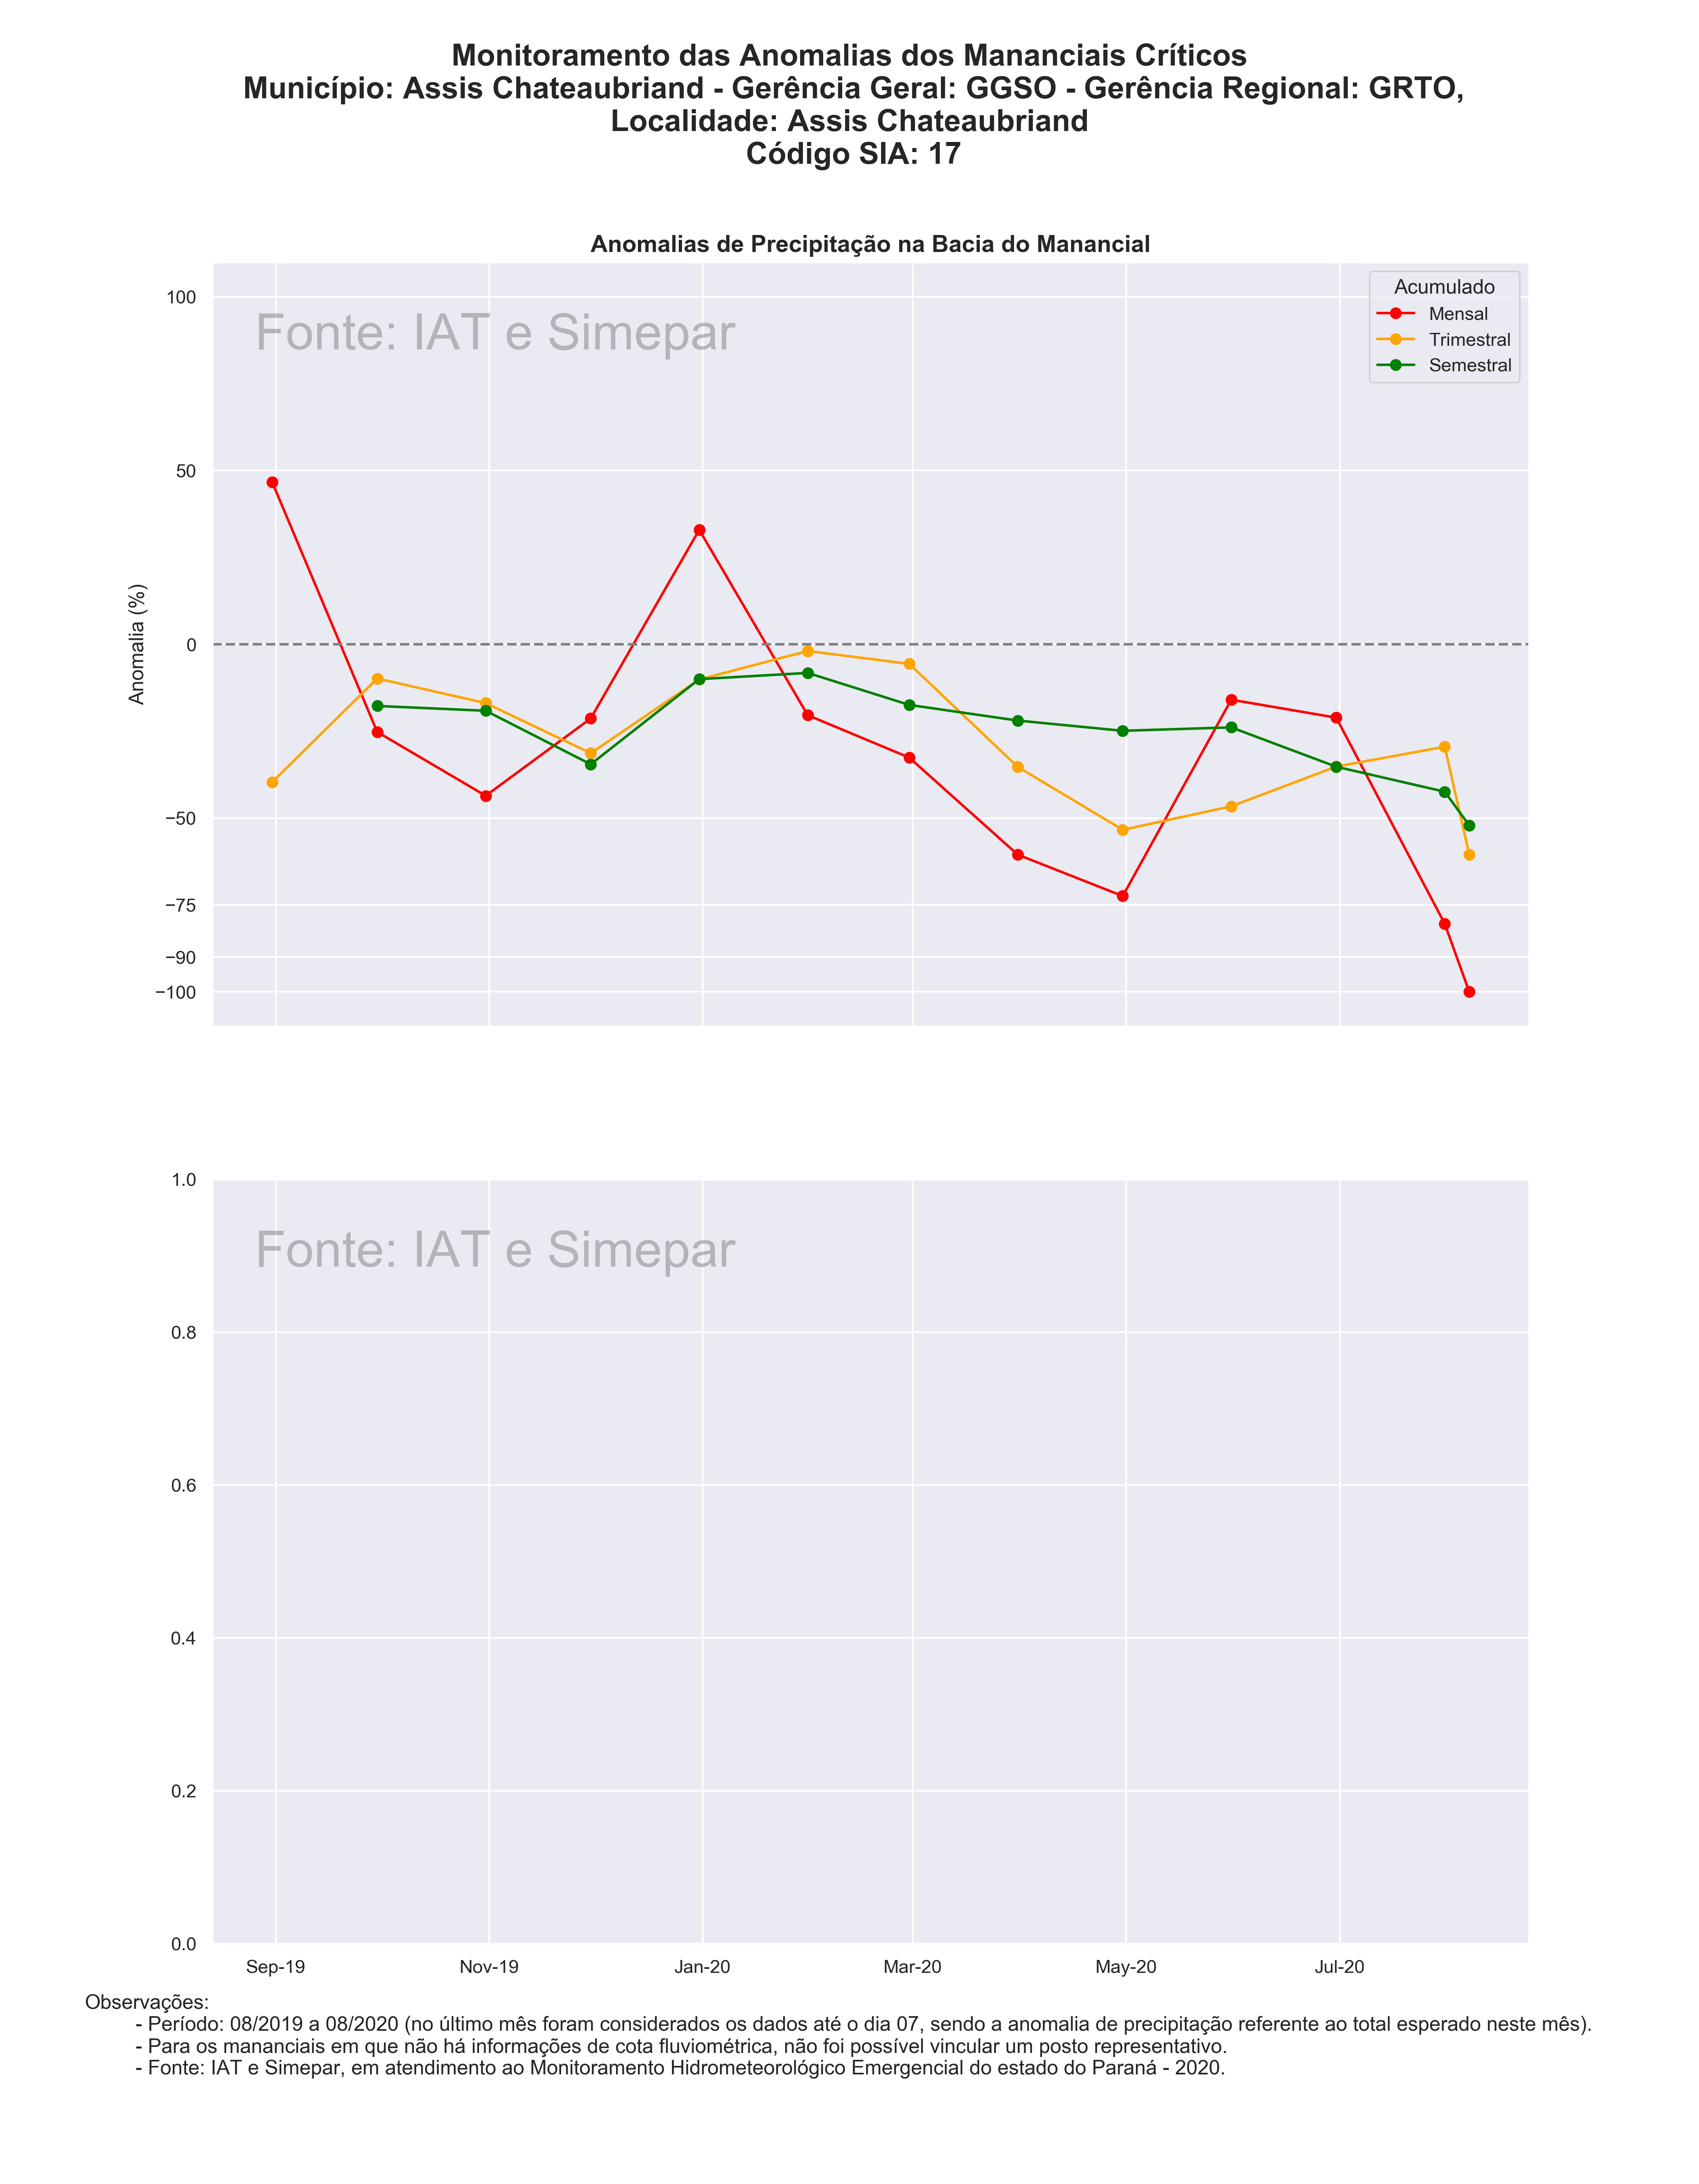 Monitoramento das Anomalias dos Mananciais Críticos
Município: Assis Chateaubriand - Gerência Geral: GGSO - Gerência Regional: GRTO,
Localidade: Assis Chateaubriand
Código SIA: 17
Anomalias de Precipitação na Bacia do Manancial
Fonte: IAT e Simepar
Acumulado
Mensal
Trimestral
Semestral
Anomalia (%)
100
50
0
−50
−75
−90
−100
Fonte: IAT e Simepar
1.0
0.8
0.6
0.4
0.2
0.0
Sep-19 Nov-19 Jan-20 Mar-20 May-20 Jul-20
Observações:
- Período: 08/2019 a 08/2020 (no último mês foram considerados os dados até o dia 07, sendo a anomalia de precipitação referente ao total esperado neste mês).
- Para os mananciais em que não há informações de cota fluviométrica, não foi possível vincular um posto representativo.
- Fonte: IAT e Simepar, em atendimento ao Monitoramento Hidrometeorológico Emergencial do estado do Paraná - 2020.